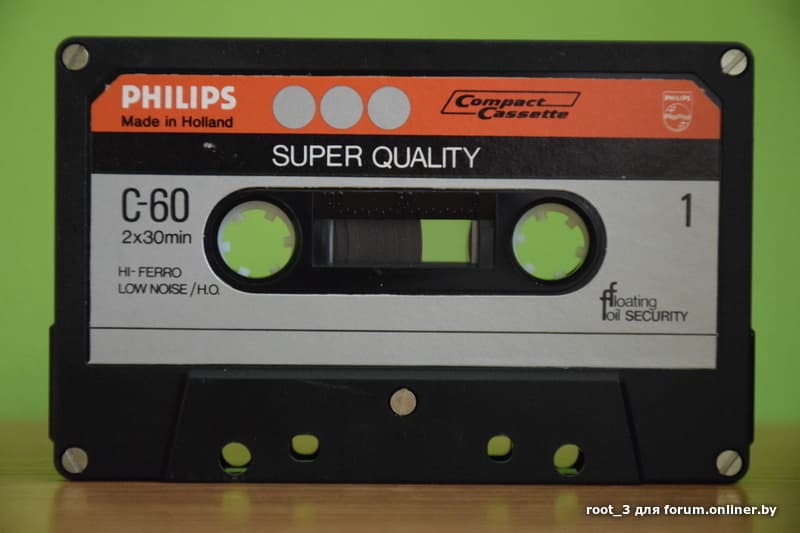 PHILIPS
Made in Holland
Compact
Cassette
PHILIPS
SUPER QUALITY
C-60
2x30min
1
HI-FERRO
LOW NOISE/H.O.
floating
foil SECURITY
root_3 для forum.onliner.by